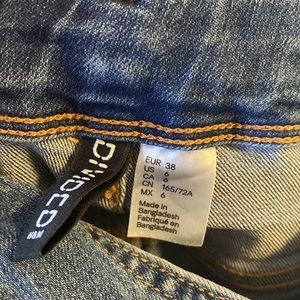 DIVIDED
H&M
EUR 38
US 6
CA 6
CN 165/72A
MX 6
Made in
Bangladesh
Fabriqué en
Bangladesh